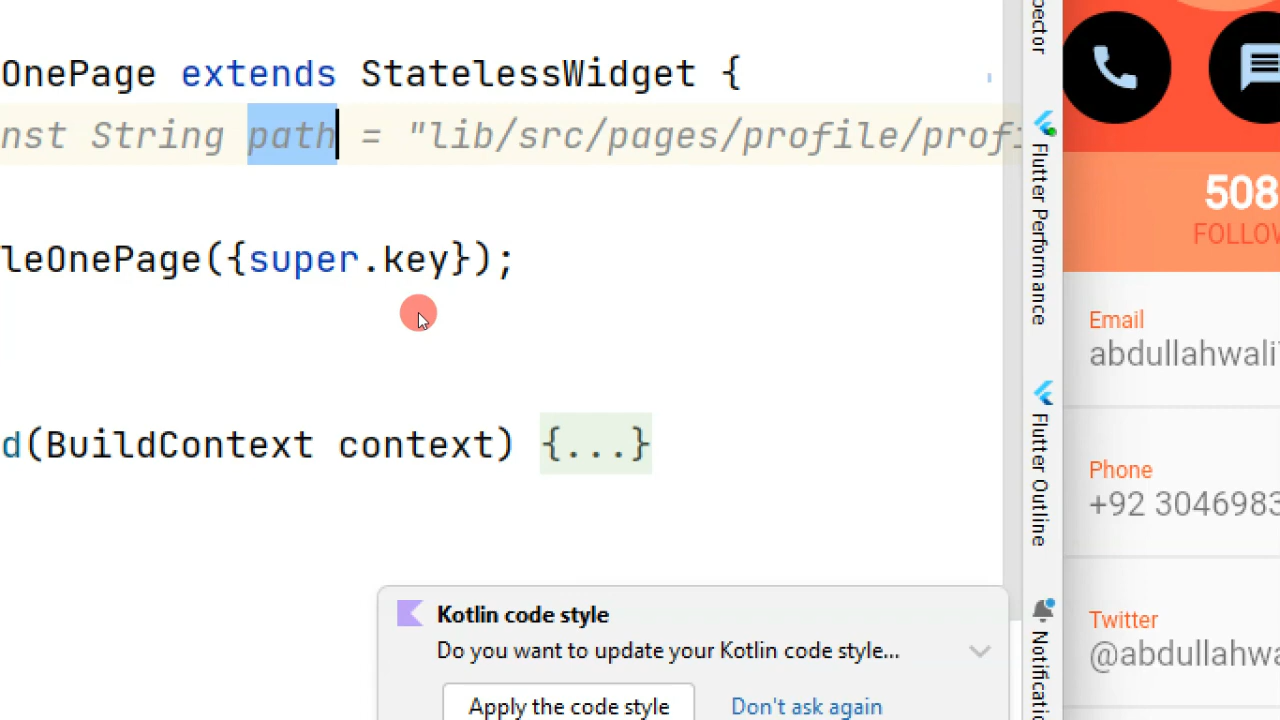 OnePage extends StatelessWidget {
nst String path = "lib/src/pages/profile/profi
leOnePage({super.key});
d(BuildContext context) {...}
Kotlin code style
Do you want to update your Kotlin code style...
Apply the code style
Don't ask again
pector
Flutter Performance
Flutter Outline
Notificatio
508
FOLLOW
Email
abdullahwali
Phone
+92 3046983
Twitter
@abdullahwa